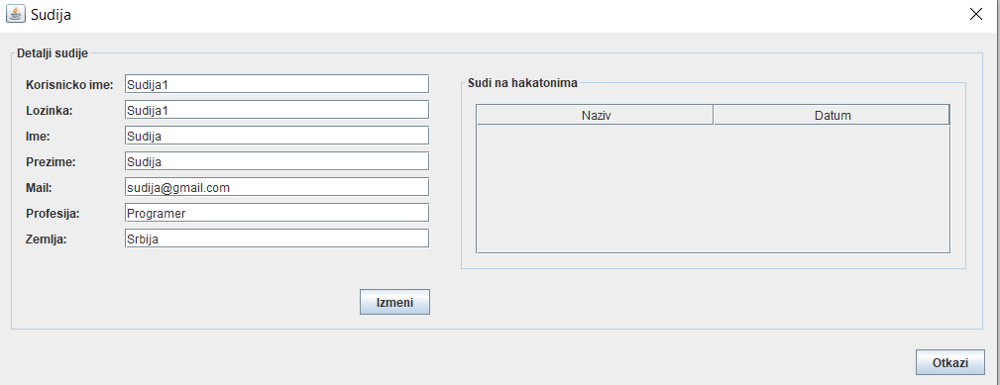 Sudija
Detalji sudije
Korisnicko ime: Sudija1
Lozinka: Sudija1
Ime: Sudija
Prezime: Sudija
Mail: sudija@gmail.com
Profesija: Programer
Zemlja: Srbija
Izmeni
Sudi na hakatonima
Naziv Datum
Otkazi